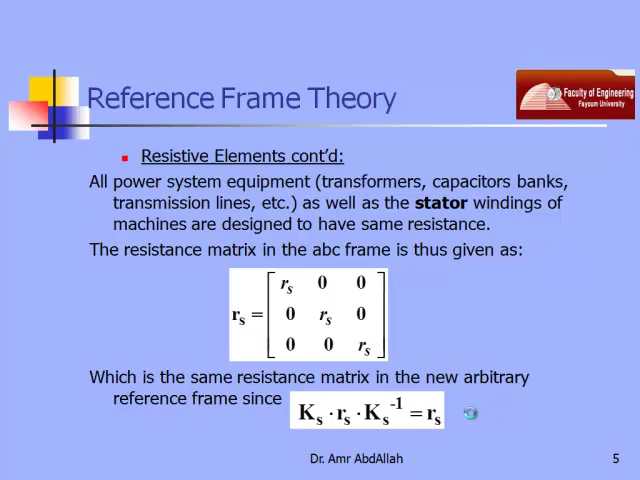 Reference Frame Theory
Faculty of Engineering
Fayoum University
Resistive Elements cont'd:
All power system equipment (transformers, capacitors banks,
transmission lines, etc.) as well as the stator windings of
machines are designed to have same resistance.
The resistance matrix in the abc frame is thus given as:
r_s 0 0
r_s = 0 r_s 0
0 0 r_s
Which is the same resistance matrix in the new arbitrary
reference frame since K_s · r_s · K_s^-1 = r_s
Dr. Amr AbdAllah
5